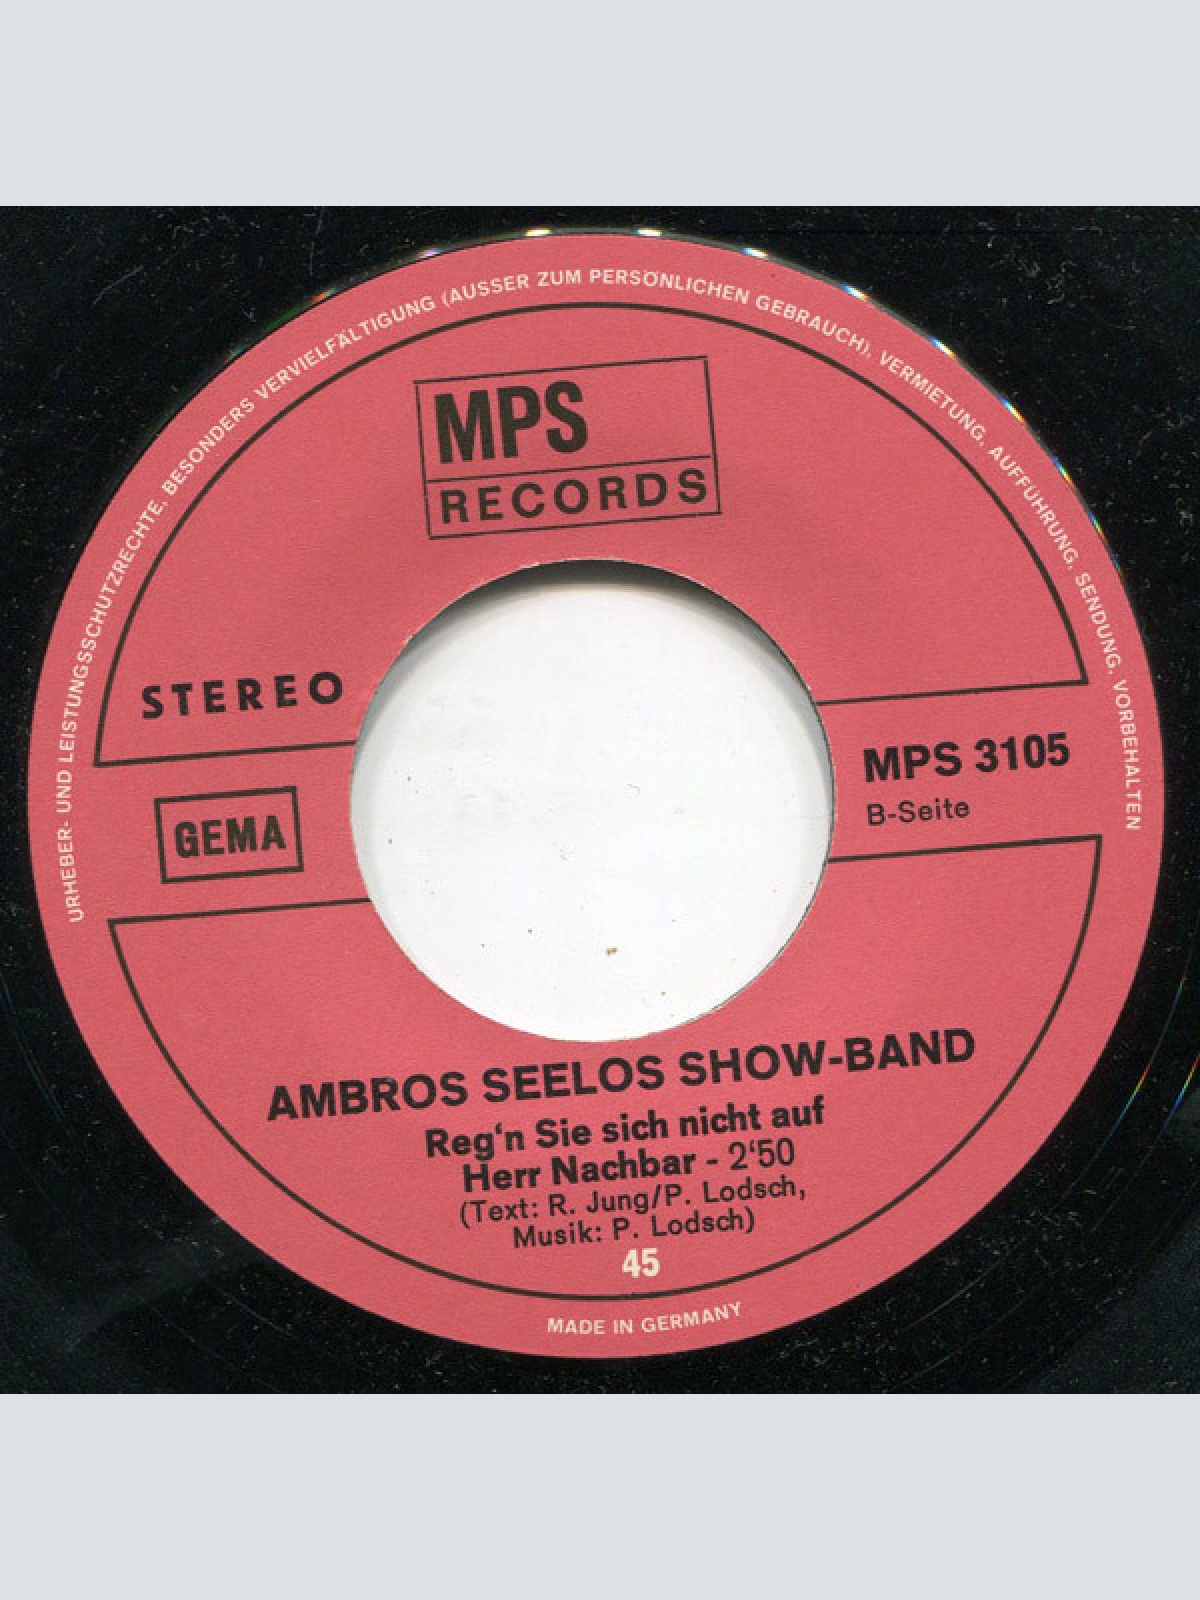 URHEBER- UND LEISTUNGSSCHUTZRECHTE, BESONDERS VERVIELFÄLTIGUNG (AUSSER ZUM PERSÖNLICHEN GEBRAUCH), VERMIETUNG, AUFFÜHRUNG, SENDUNG, VORBEHALTEN
MPS
RECORDS
STEREO
MPS 3105
B-Seite
GEMA
AMBROS SEELOS SHOW-BAND
Reg'n Sie sich nicht auf
Herr Nachbar - 2'50
(Text: R. Jung/P. Lodsch,
Musik: P. Lodsch)
45
MADE IN GERMANY